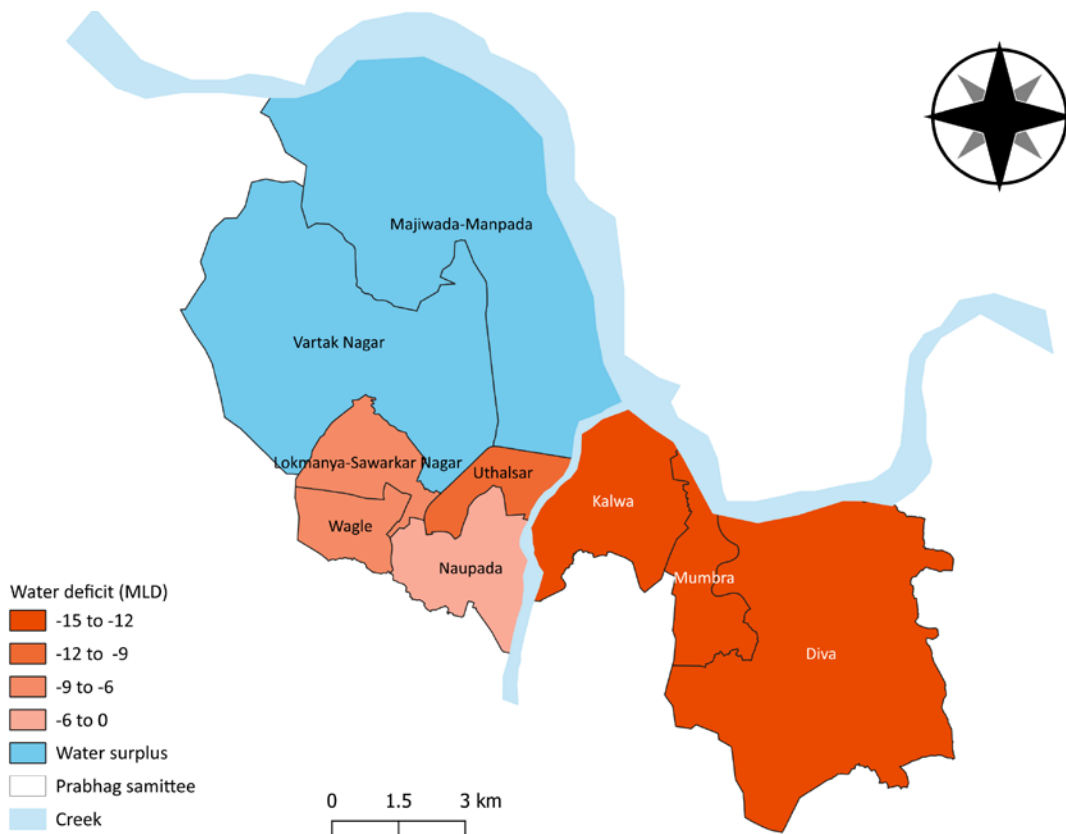 Majiwada-Manpada
Vartak Nagar
Lokmanya-Sawarkar Nagar
Uthalsar
Kalwa
Wagle
Naupada
Mumbra
Diva
Water deficit (MLD)
-15 to -12
-12 to -9
-9 to -6
-6 to 0
Water surplus
Prabhag samittee
Creek
0 1.5 3 km